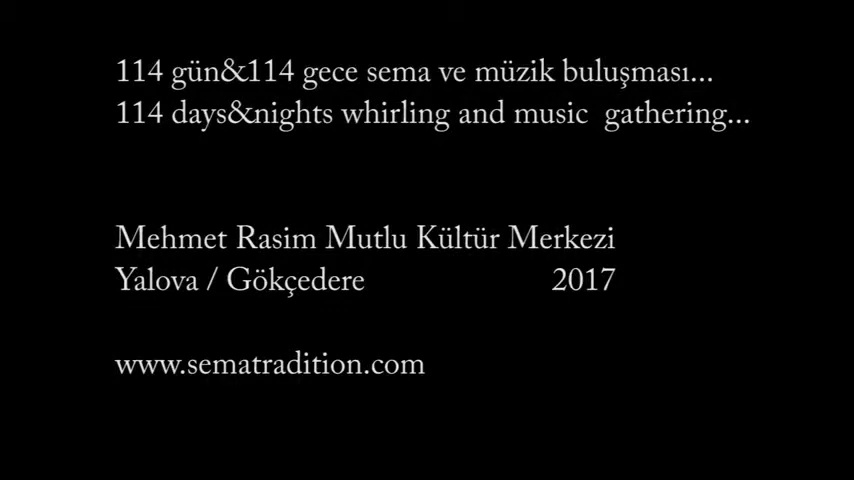 114 gün&114 gece sema ve müzik buluşması...
114 days&nights whirling and music gathering...
Mehmet Rasim Mutlu Kültür Merkezi
Yalova / Gökçedere 2017
www.sematradition.com